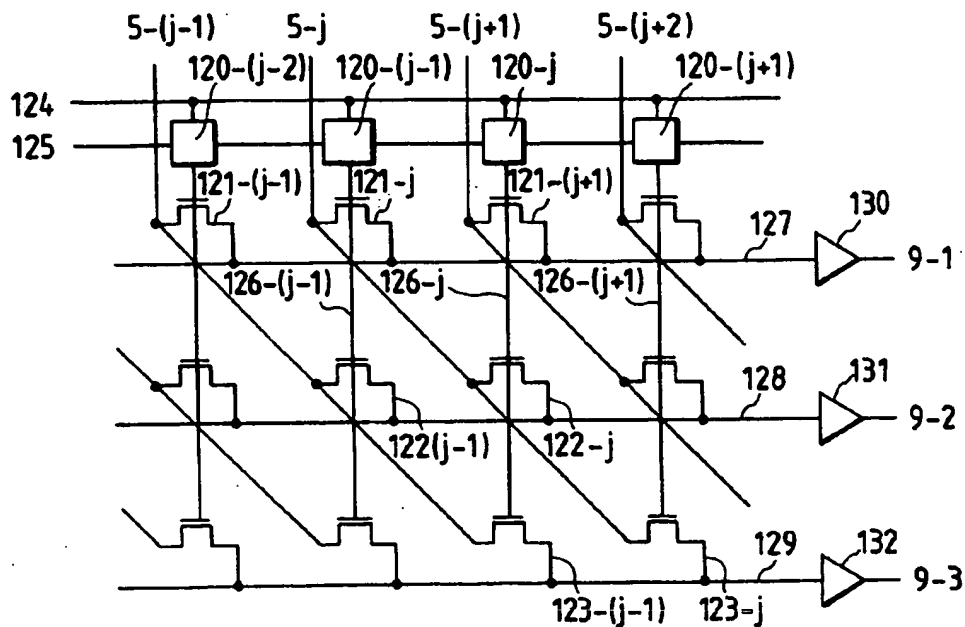 5-(j-1) 5-j 5-(j+1) 5-(j+2)
120-(j-2) 120-(j-1) 120-j 120-(j+1)
124
125
121-(j-1) 121-j 121-(j+1)
127 130 9-1
126-(j-1) 126-j 126-(j+1)
128 131 9-2
122(j-1) 122-j
129 132 9-3
123-(j-1) 123-j